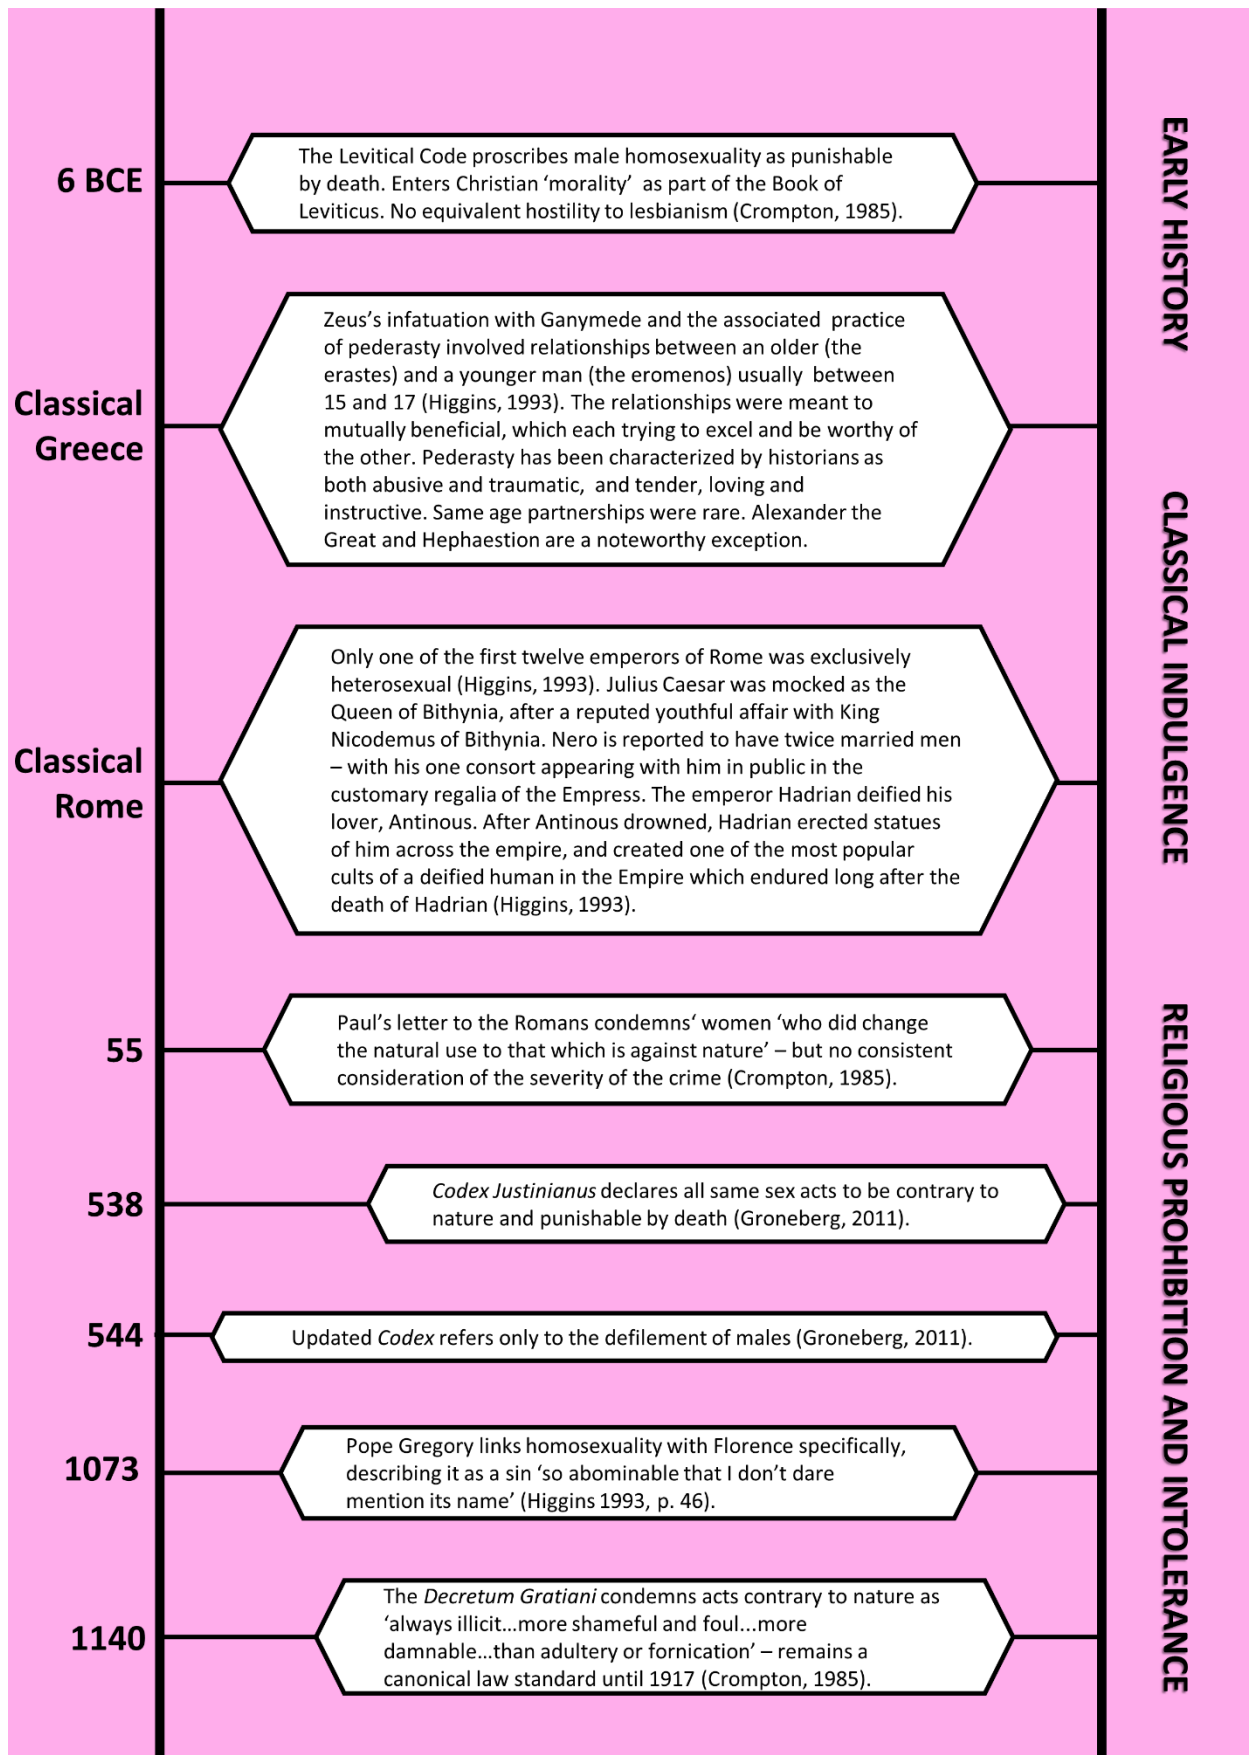 EARLY HISTORY
6 BCE
The Levitical Code proscribes male homosexuality as punishable
by death. Enters Christian ‘morality’ as part of the Book of
Leviticus. No equivalent hostility to lesbianism (Crompton, 1985).
CLASSICAL INDULGENCE
Classical
Greece
Zeus’s infatuation with Ganymede and the associated practice
of pederasty involved relationships between an older (the
erastes) and a younger man (the eromenos) usually between
15 and 17 (Higgins, 1993). The relationships were meant to
mutually beneficial, which each trying to excel and be worthy of
the other. Pederasty has been characterized by historians as
both abusive and traumatic, and tender, loving and
instructive. Same age partnerships were rare. Alexander the
Great and Hephaestion are a noteworthy exception.
Classical
Rome
Only one of the first twelve emperors of Rome was exclusively
heterosexual (Higgins, 1993). Julius Caesar was mocked as the
Queen of Bithynia, after a reputed youthful affair with King
Nicodemus of Bithynia. Nero is reported to have twice married men
– with his one consort appearing with him in public in the
customary regalia of the Empress. The emperor Hadrian deified his
lover, Antinous. After Antinous drowned, Hadrian erected statues
of him across the empire, and created one of the most popular
cults of a deified human in the Empire which endured long after the
death of Hadrian (Higgins, 1993).
RELIGIOUS PROHIBITION AND INTOLERANCE
55
Paul’s letter to the Romans condemns‘ women ‘who did change
the natural use to that which is against nature’ – but no consistent
consideration of the severity of the crime (Crompton, 1985).
538
Codex Justinianus declares all same sex acts to be contrary to
nature and punishable by death (Groneberg, 2011).
544
Updated Codex refers only to the defilement of males (Groneberg, 2011).
1073
Pope Gregory links homosexuality with Florence specifically,
describing it as a sin ‘so abominable that I don’t dare
mention its name’ (Higgins 1993, p. 46).
1140
The Decretum Gratiani condemns acts contrary to nature as
‘always illicit…more shameful and foul...more
damnable…than adultery or fornication’ – remains a
canonical law standard until 1917 (Crompton, 1985).